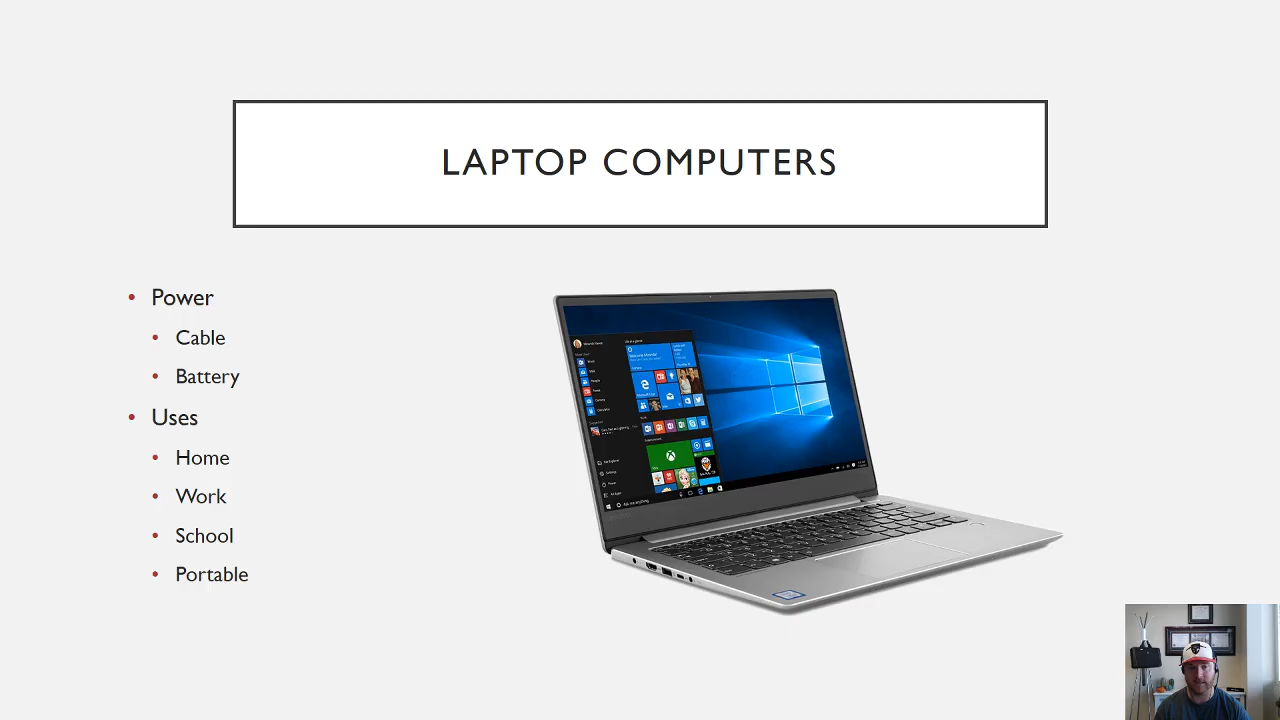 LAPTOP COMPUTERS
• Power
• Cable
• Battery
• Uses
• Home
• Work
• School
• Portable